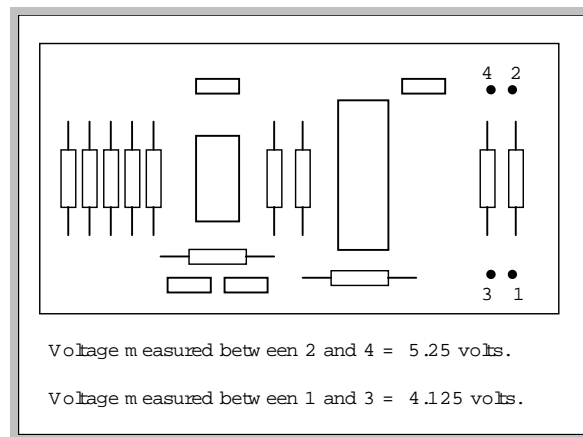 4 2
3 1
Voltage measured between 2 and 4 = 5.25 volts.
Voltage measured between 1 and 3 = 4.125 volts.